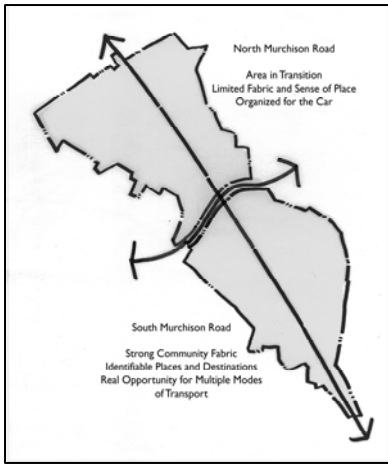 North Murchison Road
Area in Transition
Limited Fabric and Sense of Place
Organized for the Car
South Murchison Road
Strong Community Fabric
Identifiable Places and Destinations
Real Opportunity for Multiple Modes
of Transport